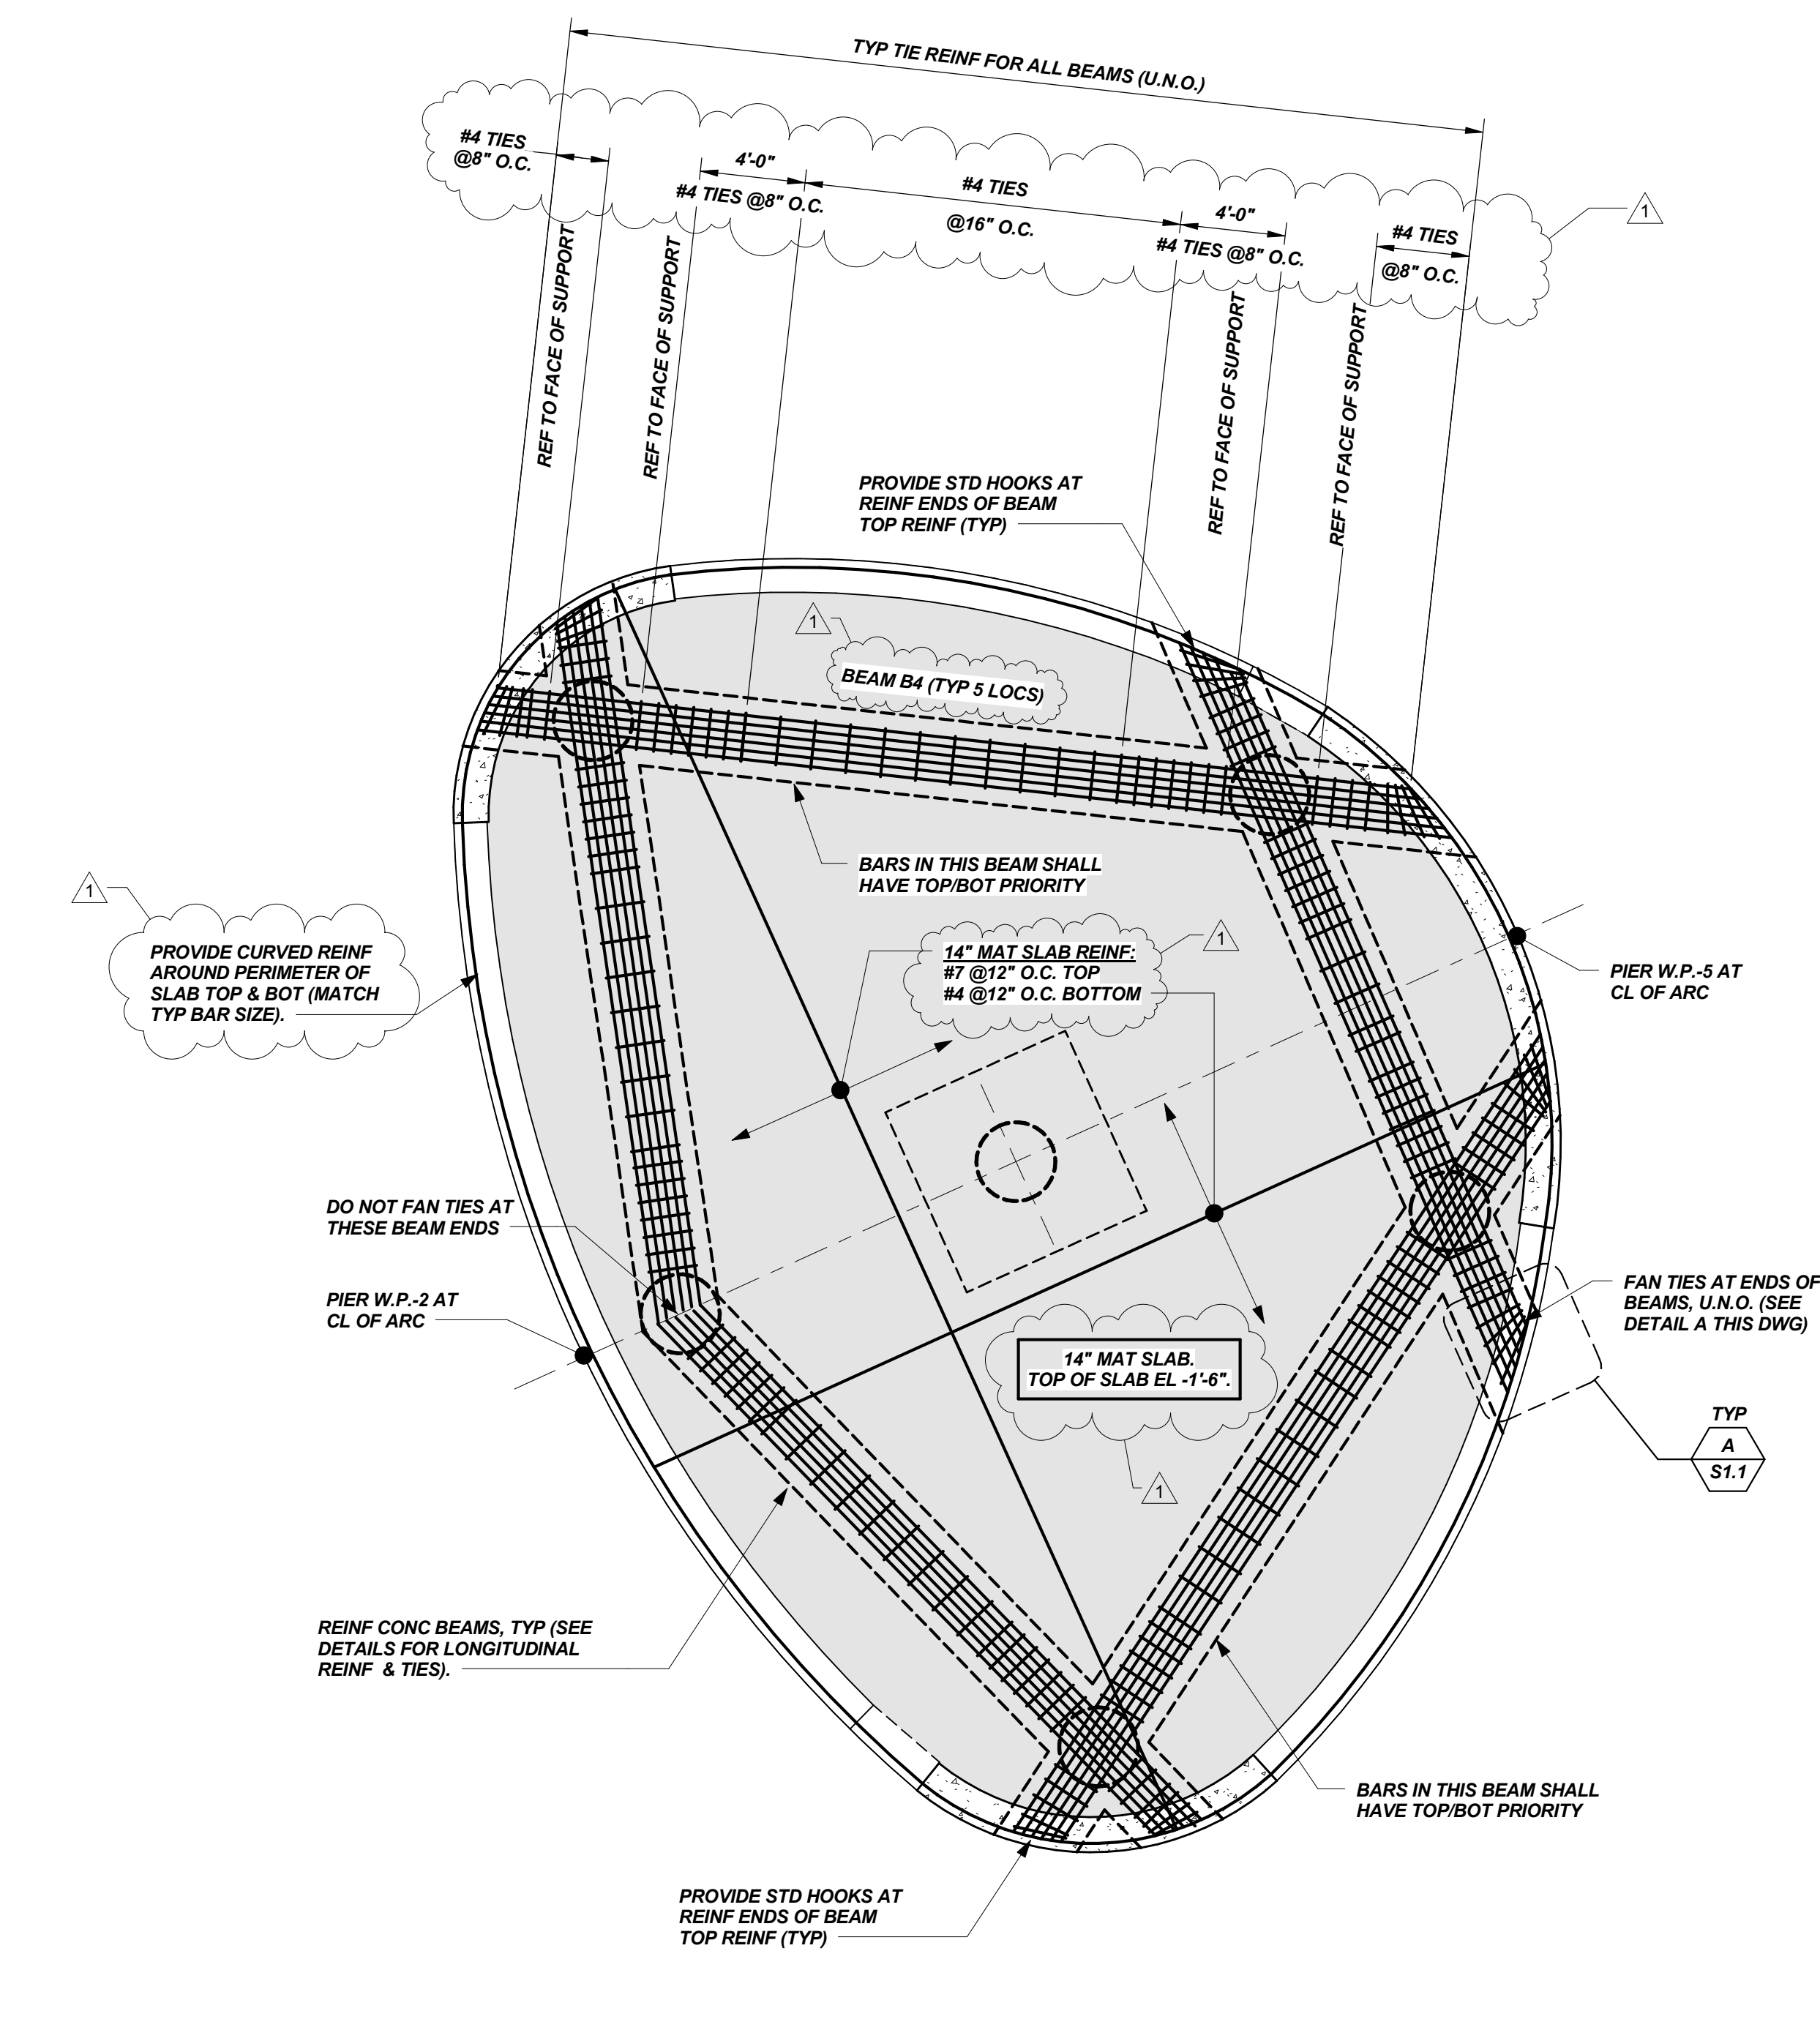 TYP TIE REINF FOR ALL BEAMS (U.N.O.)
#4 TIES
@8" O.C.
4'-0"
#4 TIES @8" O.C.
#4 TIES
@16" O.C.
4'-0"
#4 TIES @8" O.C.
#4 TIES
@8" O.C.
1
REF TO FACE OF SUPPORT
REF TO FACE OF SUPPORT
REF TO FACE OF SUPPORT
REF TO FACE OF SUPPORT
PROVIDE STD HOOKS AT
REINF ENDS OF BEAM
TOP REINF (TYP)
1
BEAM B4 (TYP 5 LOCS)
BARS IN THIS BEAM SHALL
HAVE TOP/BOT PRIORITY
1
PROVIDE CURVED REINF
AROUND PERIMETER OF
SLAB TOP & BOT (MATCH
TYP BAR SIZE).
1
14" MAT SLAB REINF:
#7 @12" O.C. TOP
#4 @12" O.C. BOTTOM
PIER W.P.-5 AT
CL OF ARC
DO NOT FAN TIES AT
THESE BEAM ENDS
PIER W.P.-2 AT
CL OF ARC
FAN TIES AT ENDS OF
BEAMS, U.N.O. (SEE
DETAIL A THIS DWG)
14" MAT SLAB.
TOP OF SLAB EL -1'-6".
1
TYP
A
S1.1
REINF CONC BEAMS, TYP (SEE
DETAILS FOR LONGITUDINAL
REINF & TIES).
BARS IN THIS BEAM SHALL
HAVE TOP/BOT PRIORITY
PROVIDE STD HOOKS AT
REINF ENDS OF BEAM
TOP REINF (TYP)